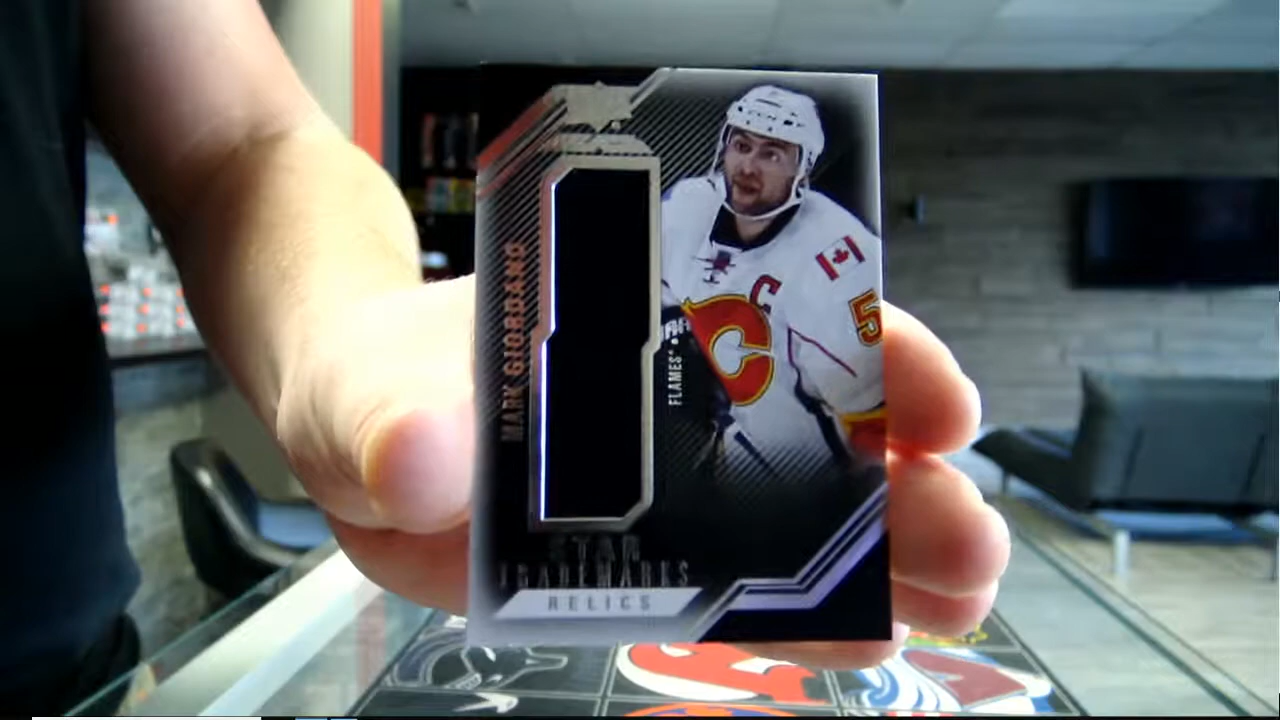 MARK GIORDANO
FLAMES
C
5
STAR
TRADEMARKS
RELICS